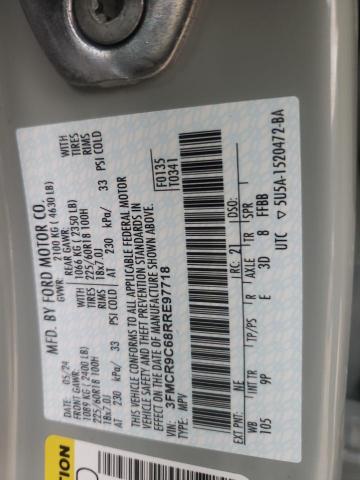 MFD. BY FORD MOTOR CO.
DATE: 05/24 GVWR: 2100 KG ( 4630 LB)
FRONT GAWR: REAR GAWR:
1089 KG (2400 LB) 1066 KG (2350 LB)
225/60R18 100H TIRES 225/60R18 100H TIRES
18x7.0J RIMS 18x7.0J RIMS
AT 230 kPa/ 33 PSI COLD AT 230 kPa/ 33 PSI COLD
THIS VEHICLE CONFORMS TO ALL APPLICABLE FEDERAL MOTOR
VEHICLE SAFETY AND THEFT PREVENTION STANDARDS IN
EFFECT ON THE DATE OF MANUFACTURE SHOWN ABOVE.
VIN: 3FMCR9C68RRE97718 F0135
TYPE: MPV T0341
EXT PNT: NE RC: 21 DSO:
WB BRK INT TR TP/PS R AXLE TR SPR
105 9P E 3D 8 FFBB
UTC 5U5A-1520472-BA